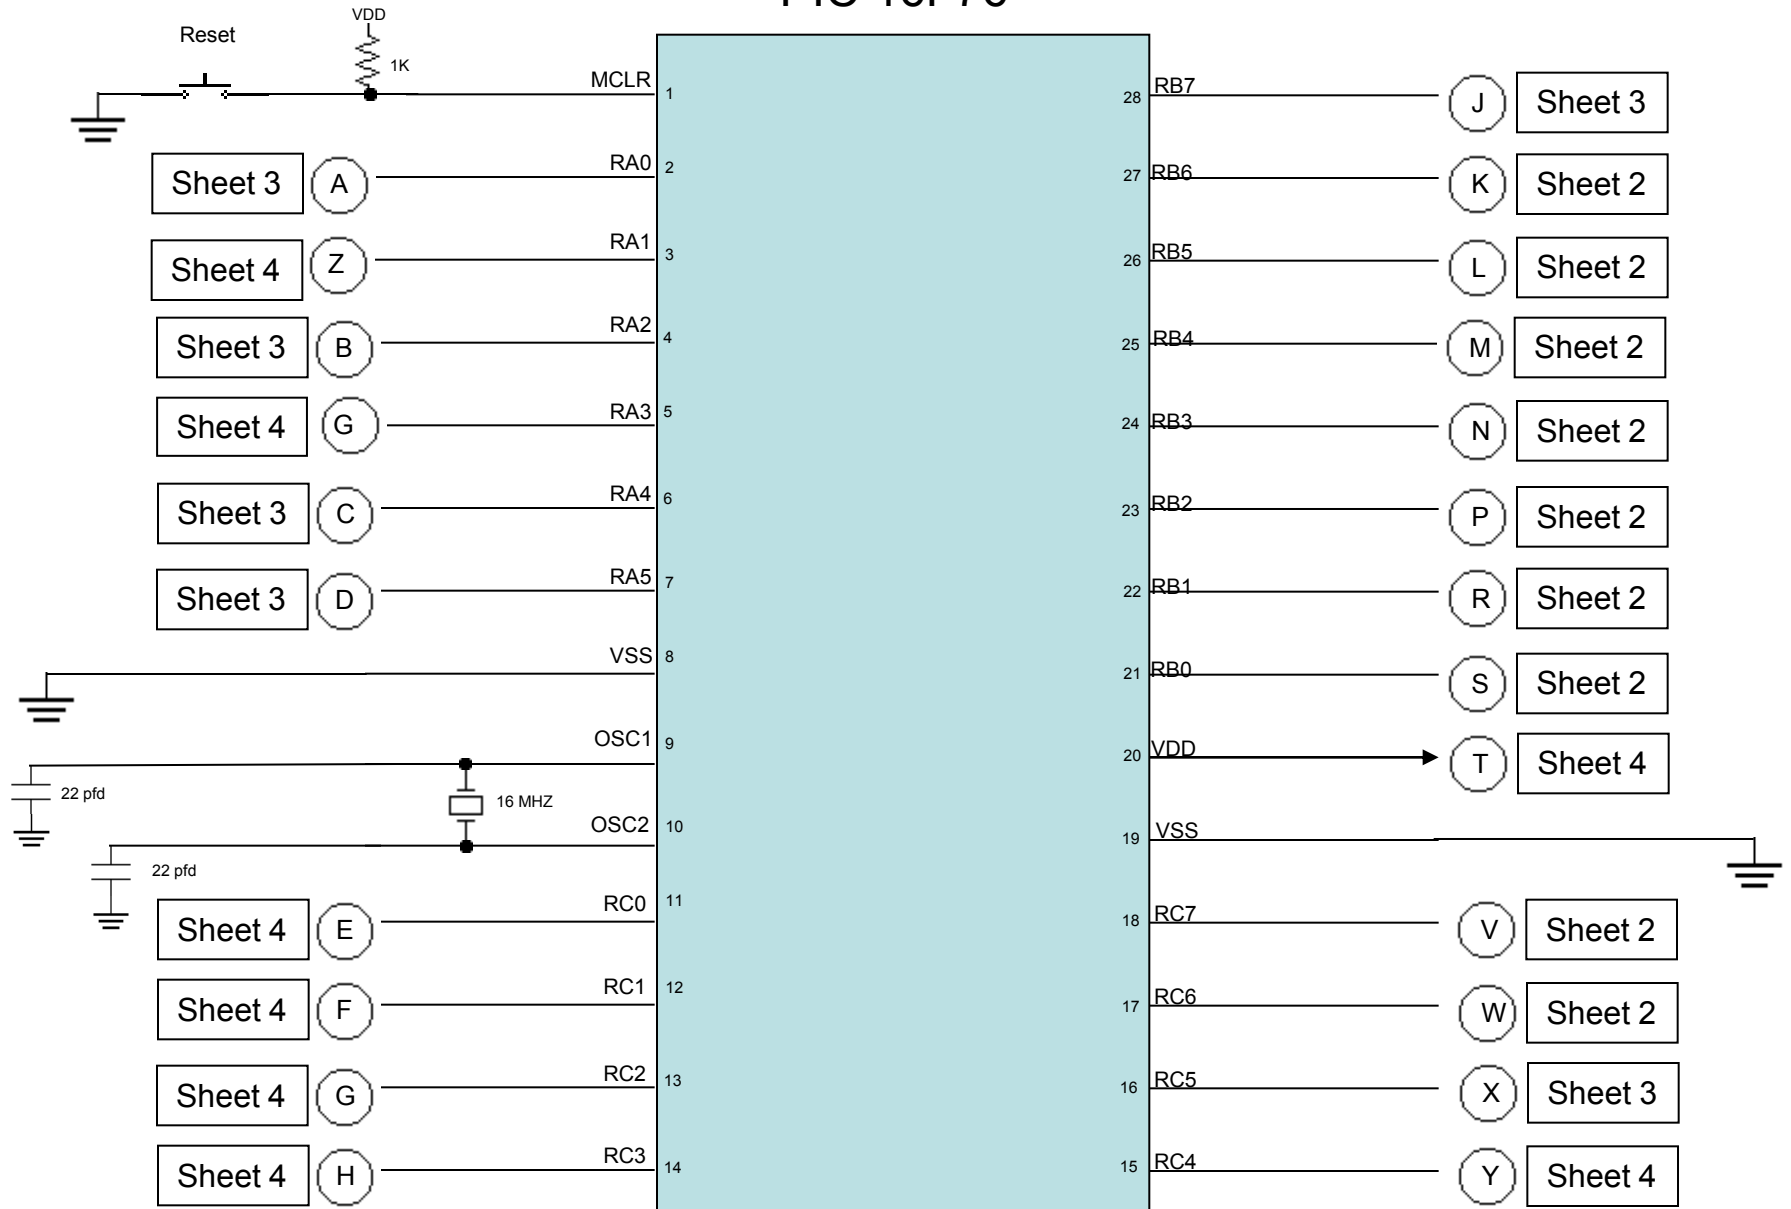 VDD
Reset
1K
MCLR
1
28
RB7
J
Sheet 3
Sheet 3
A
RA0
2
27
RB6
K
Sheet 2
Sheet 4
Z
RA1
3
26
RB5
L
Sheet 2
Sheet 3
B
RA2
4
25
RB4
M
Sheet 2
Sheet 4
G
RA3
5
24
RB3
N
Sheet 2
Sheet 3
C
RA4
6
23
RB2
P
Sheet 2
Sheet 3
D
RA5
7
22
RB1
R
Sheet 2
VSS
8
21
RB0
S
Sheet 2
OSC1
9
20
VDD
T
Sheet 4
22 pfd
16 MHZ
OSC2
10
19
VSS
22 pfd
Sheet 4
E
RC0
11
18
RC7
V
Sheet 2
Sheet 4
F
RC1
12
17
RC6
W
Sheet 2
Sheet 4
G
RC2
13
16
RC5
X
Sheet 3
Sheet 4
H
RC3
14
15
RC4
Y
Sheet 4